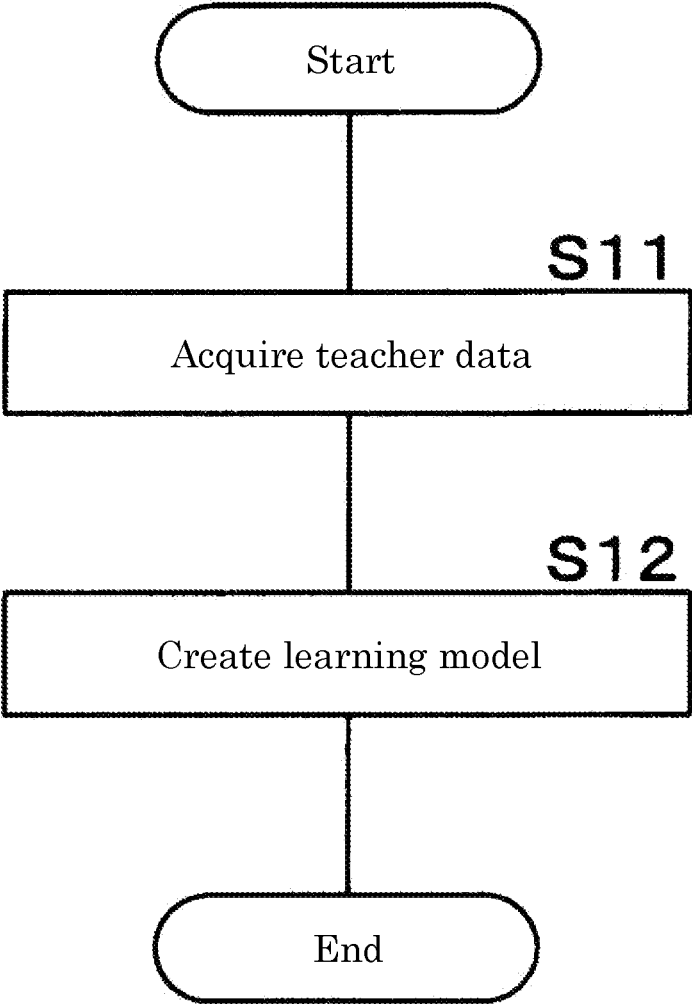 Start
S11
Acquire teacher data
S12
Create learning model
End